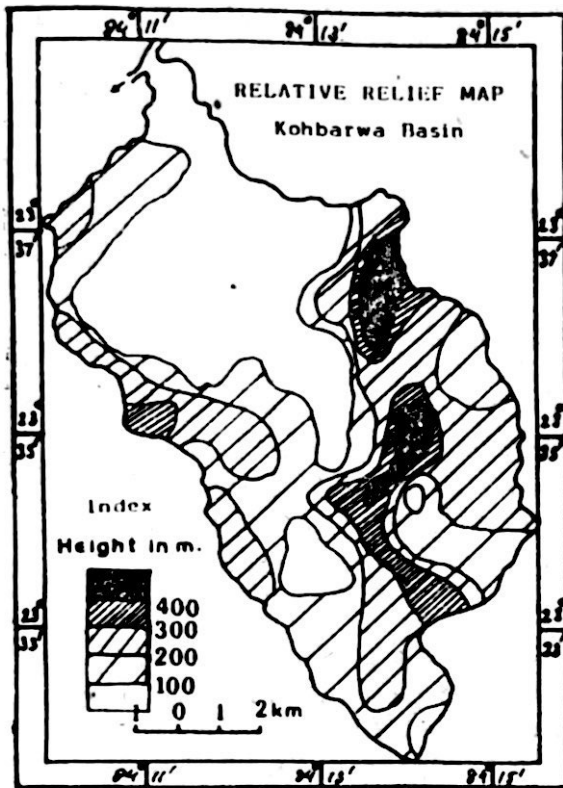 84° 11' 84° 13' 84° 15'
RELATIVE RELIEF MAP
Kohbarwa Basin
23° 37' 23° 37'
23° 35' 23° 35'
Index
Height in m.
400
300
200
100
1 0 1 2 km
23° 33' 23° 33'
84° 11' 84° 13' 84° 15'